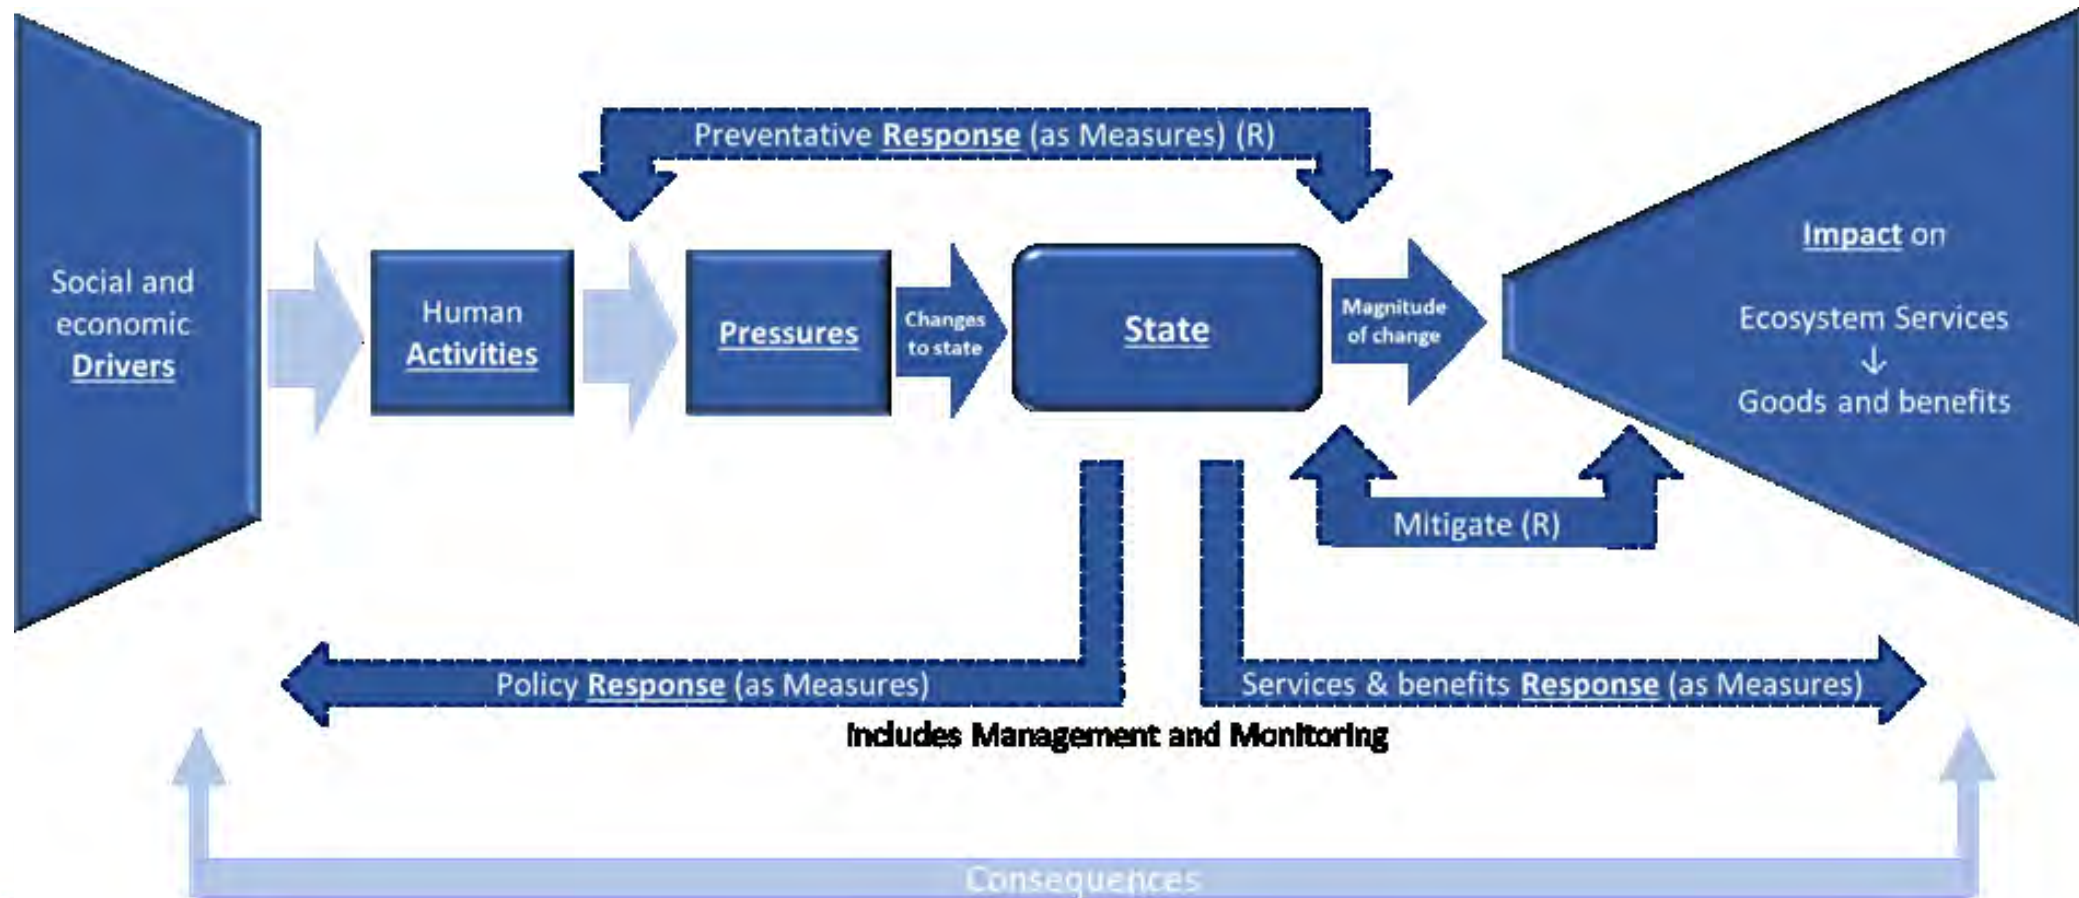 Preventative Response (as Measures) (R)
Social and
economic
Drivers
Human
Activities
Pressures
Changes
to state
State
Magnitude
of change
Impact on
Ecosystem Services
↓
Goods and benefits
Mitigate (R)
Policy Response (as Measures)
Services & benefits Response (as Measures)
Includes Management and Monitoring
Consequences